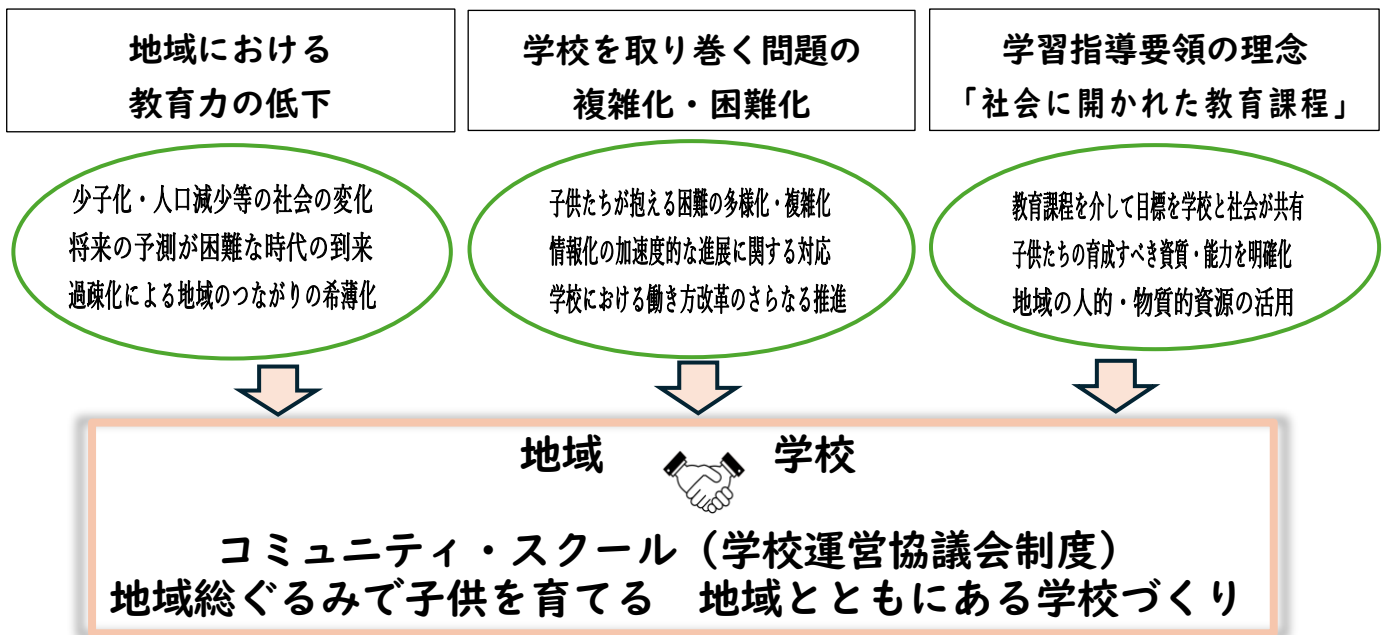 地域における
教育力の低下
学校を取り巻く問題の
複雑化・困難化
学習指導要領の理念
「社会に開かれた教育課程」
少子化・人口減少等の社会の変化
将来の予測が困難な時代の到来
過疎化による地域のつながりの希薄化
子供たちが抱える困難の多様化・複雑化
情報化の加速度的な進展に関する対応
学校における働き方改革のさらなる推進
教育課程を介して目標を学校と社会が共有
子供たちの育成すべき資質・能力を明確化
地域の人的・物質的資源の活用
地域 学校
コミュニティ・スクール（学校運営協議会制度）
地域総ぐるみで子供を育てる　地域とともにある学校づくり